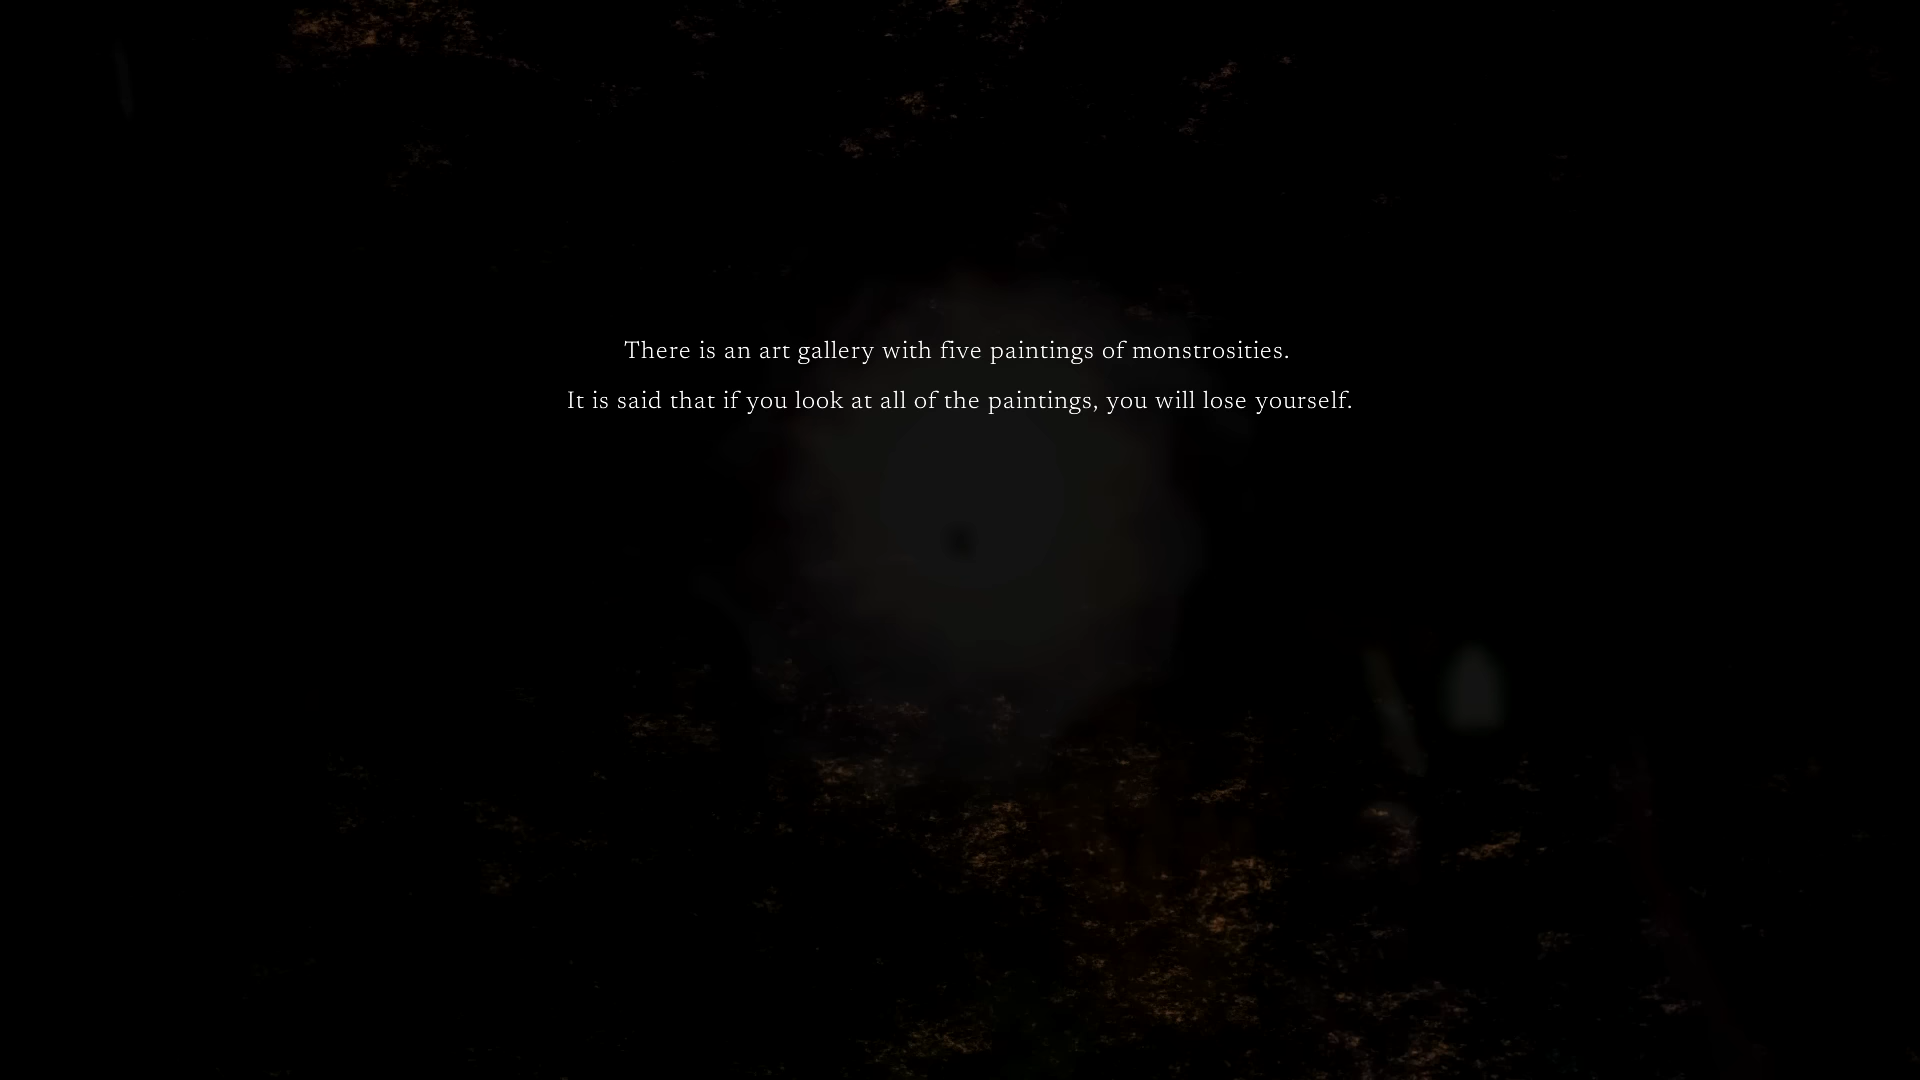 There is an art gallery with five paintings of monstrosities.
It is said that if you look at all of the paintings, you will lose yourself.